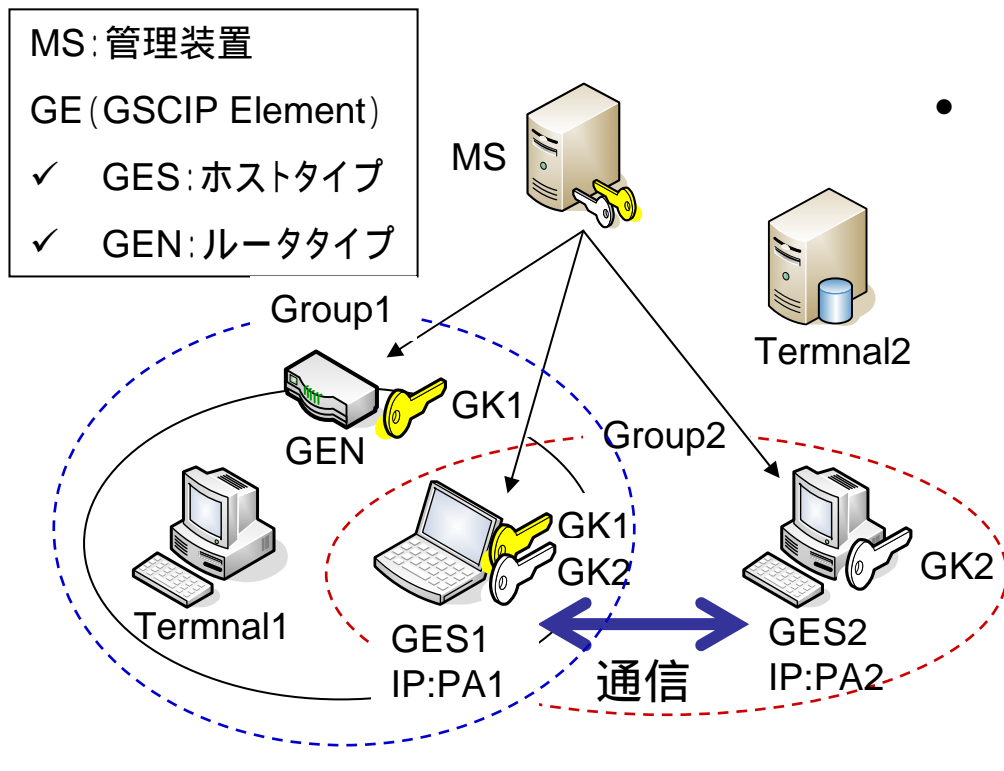 MS:管理装置
GE(GSCIP Element)
✓ GES:ホストタイプ
✓ GEN:ルータタイプ
•
MS
Termnal2
Group1
GK1
GEN
Group2
Termnal1
GK1
GK2
GK2
GES1
IP:PA1
通信
GES2
IP:PA2